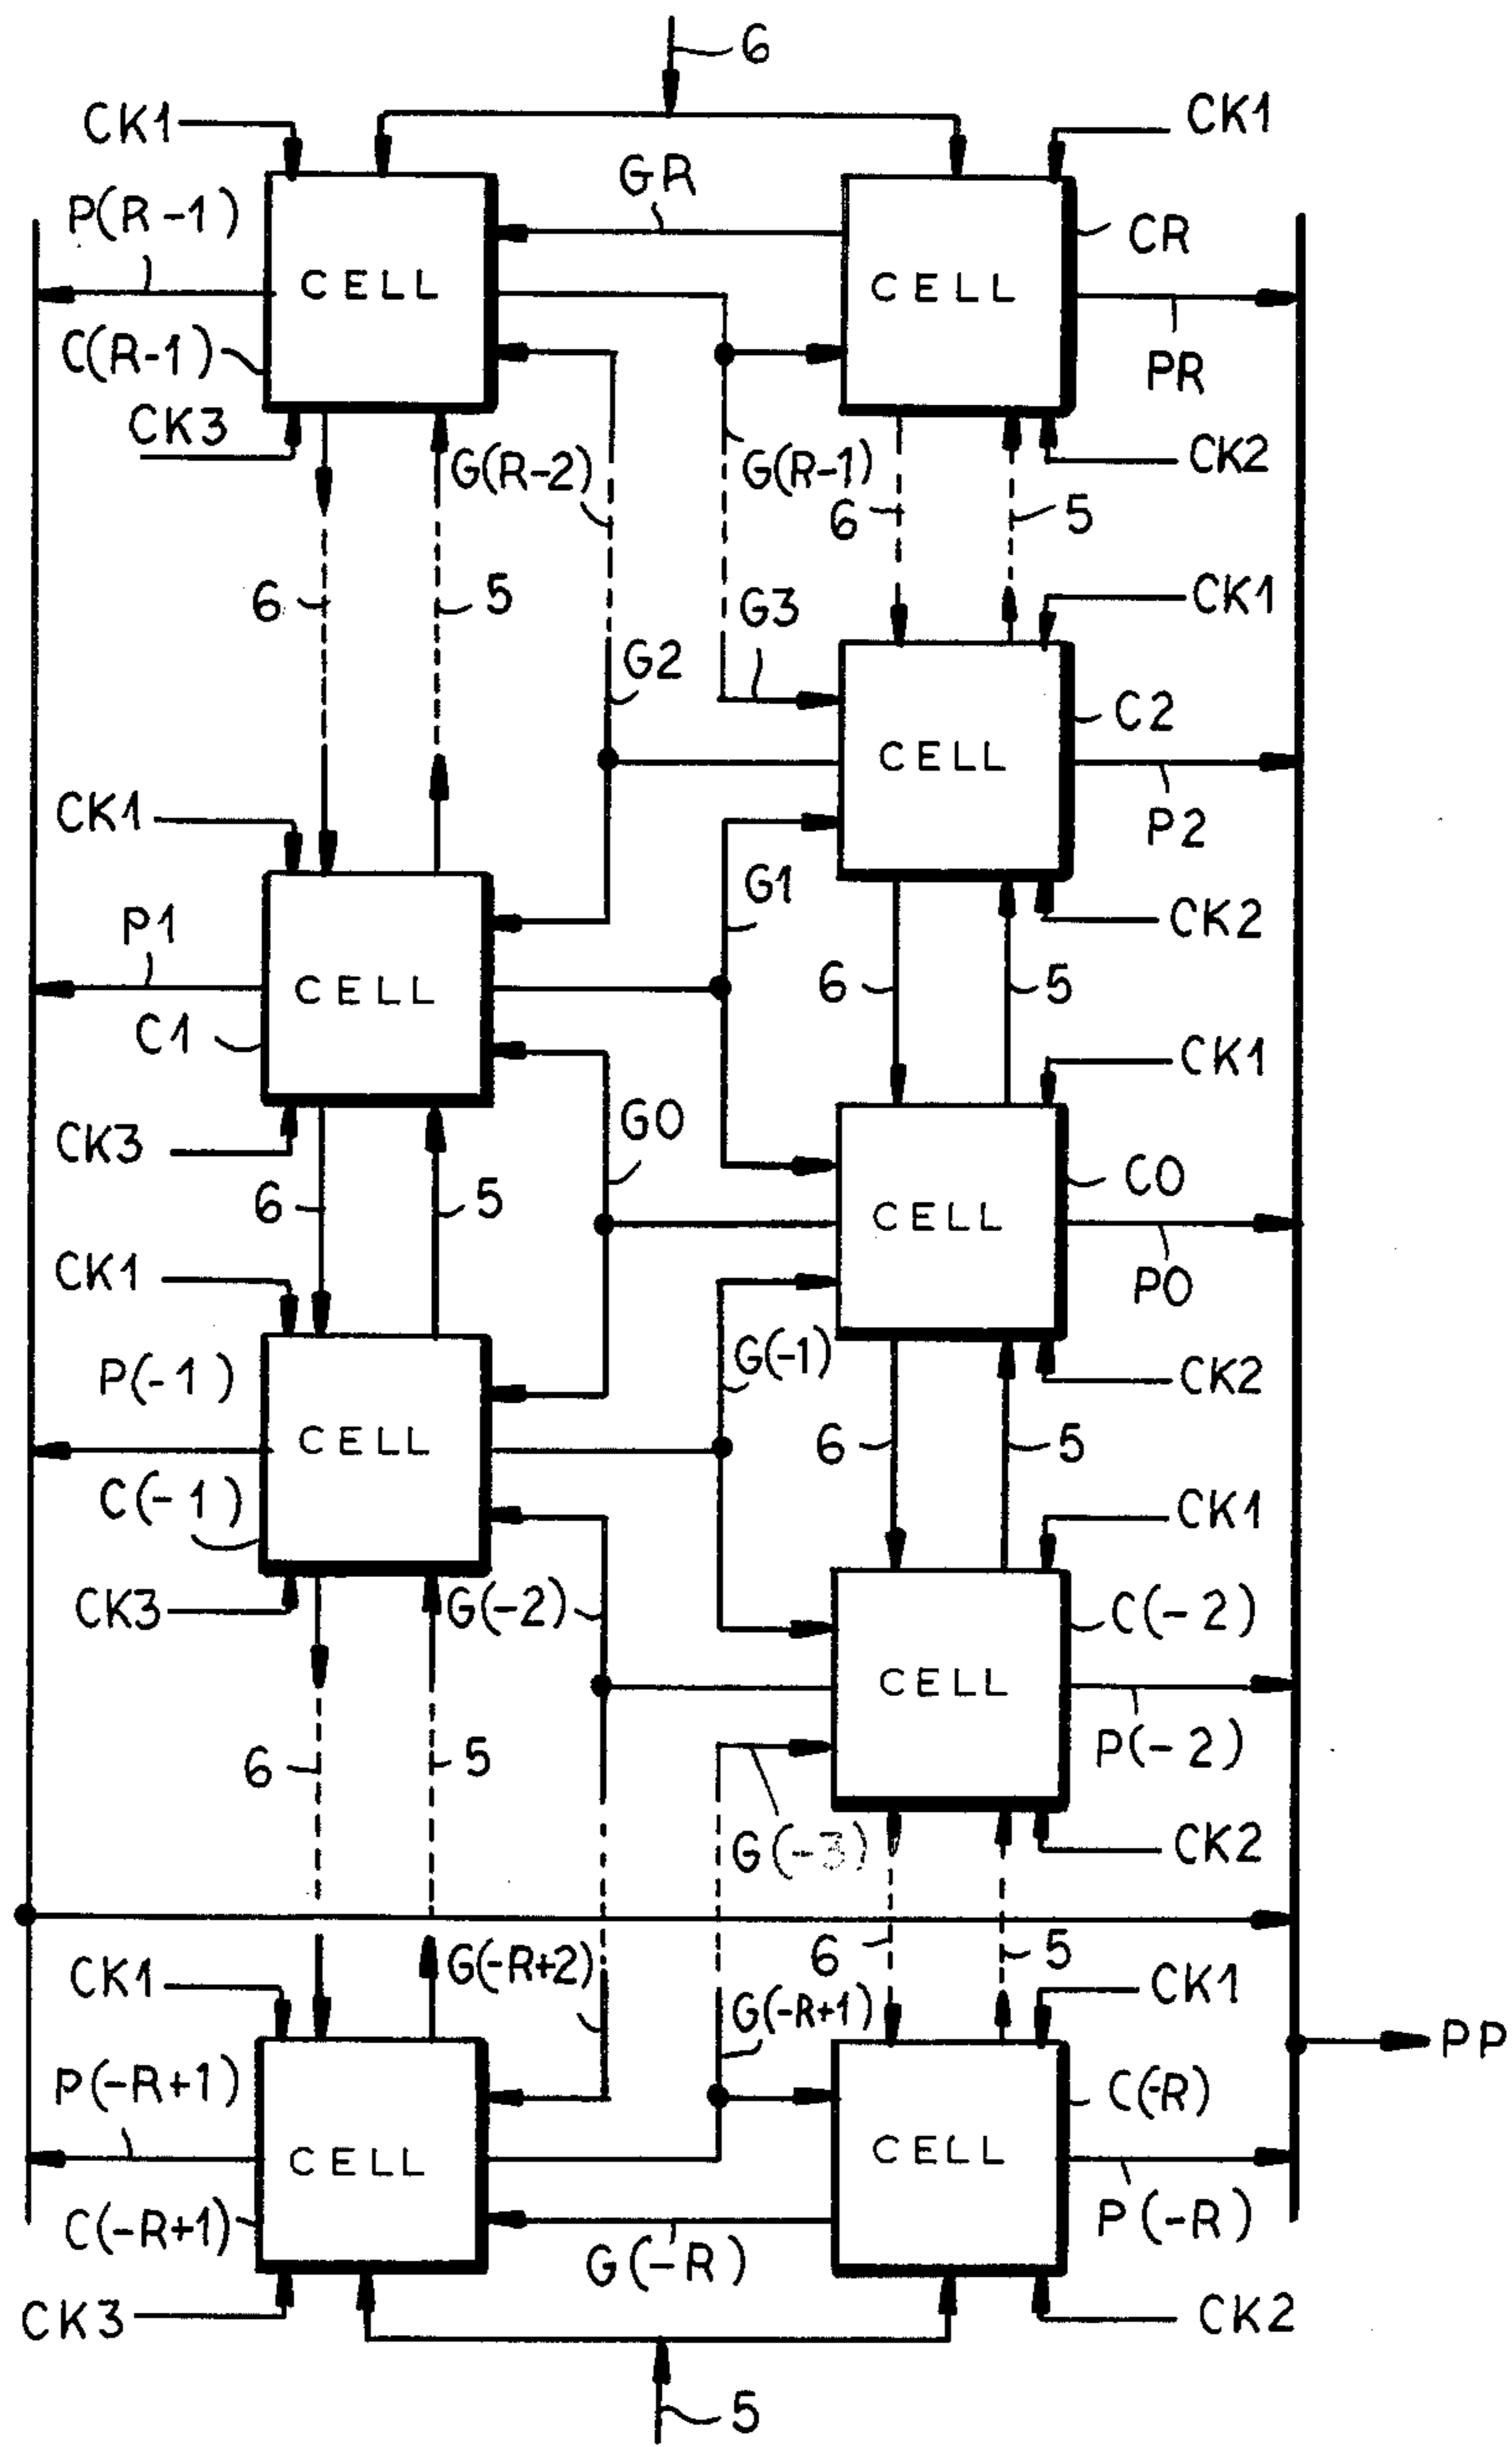 6
CK1
CK1
GR
P(R-1)
CR
CELL
CELL
C(R-1)
PR
CK3
G(R-2)
G(R-1)
CK2
6
5
6
5
CK1
G3
G2
C2
CELL
CK1
P2
G1
P1
CK2
CELL
6
5
C1
CK1
G0
CK3
C0
6
5
CELL
CK1
P0
G(-1)
P(-1)
CK2
CELL
6
5
C(-1)
CK1
CK3
G(-2)
C(-2)
CELL
P(-2)
6
5
G(-3)
CK2
6
5
CK1
G(-R+2)
CK1
G(-R+1)
PP
P(-R+1)
C(-R)
CELL
CELL
C(-R+1)
P(-R)
G(-R)
CK3
CK2
5